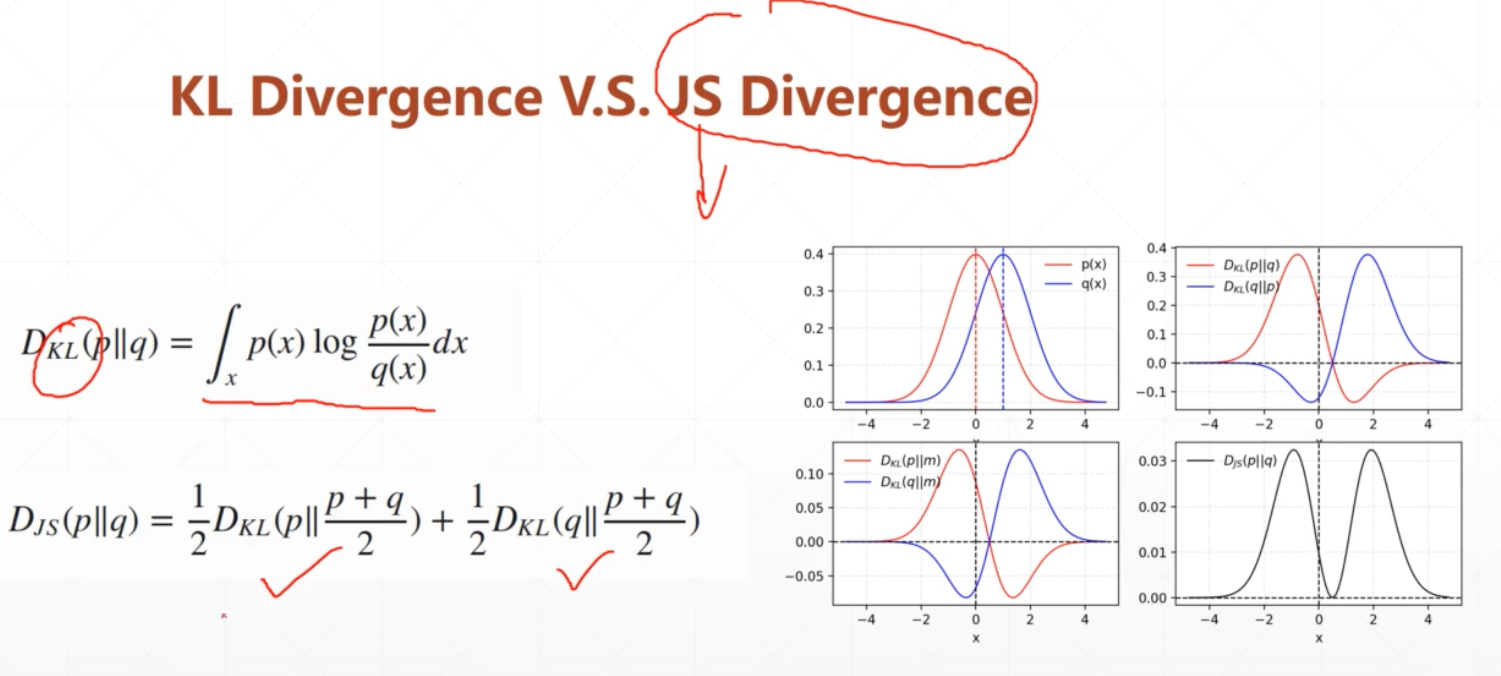 KL Divergence V.S. JS Divergence
D_{KL}(p||q) = ∫_x p(x) log \frac{p(x)}{q(x)} dx
D_{JS}(p||q) = \frac{1}{2} D_{KL}(p||\frac{p + q}{2}) + \frac{1}{2} D_{KL}(q||\frac{p + q}{2})
0.4
0.3
0.2
0.1
0.0
p(x)
q(x)
−4 −2 0 2 4
0.4
0.3
0.2
0.1
0.0
−0.1
D_{KL}(p||q)
D_{KL}(q||p)
−4 −2 0 2 4
0.10
0.05
0.00
−0.05
D_{KL}(p||m)
D_{KL}(q||m)
−4 −2 0 2 4
x
0.03
0.02
0.01
0.00
D_{JS}(p||q)
−4 −2 0 2 4
x